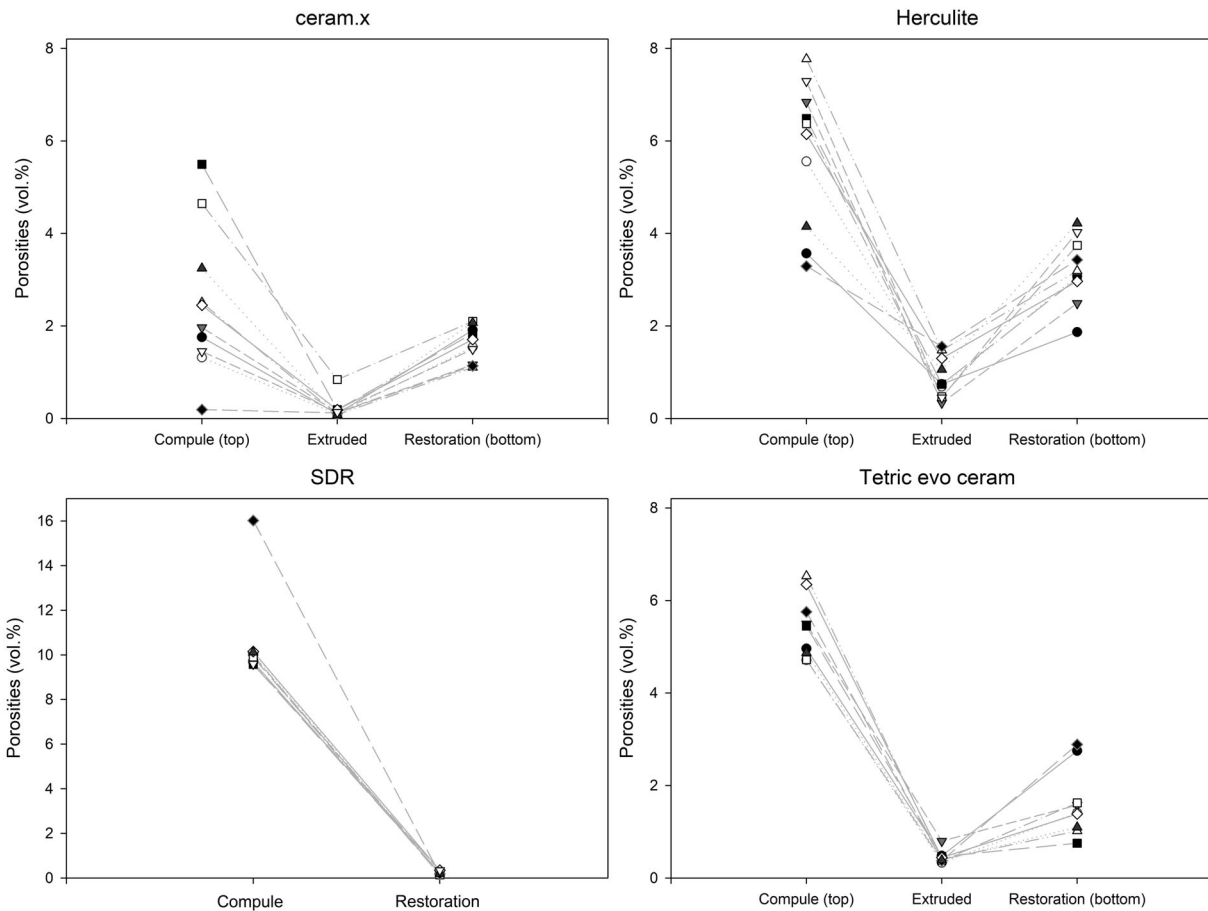 ceram.x
Porosities (vol.%)
8
6
4
2
0
Compule (top) Extruded Restoration (bottom)
Herculite
Porosities (vol.%)
8
6
4
2
0
Compule (top) Extruded Restoration (bottom)
SDR
Porosities (vol.%)
16
14
12
10
8
6
4
2
0
Compule Restoration
Tetric evo ceram
Porosities (vol.%)
8
6
4
2
0
Compule (top) Extruded Restoration (bottom)